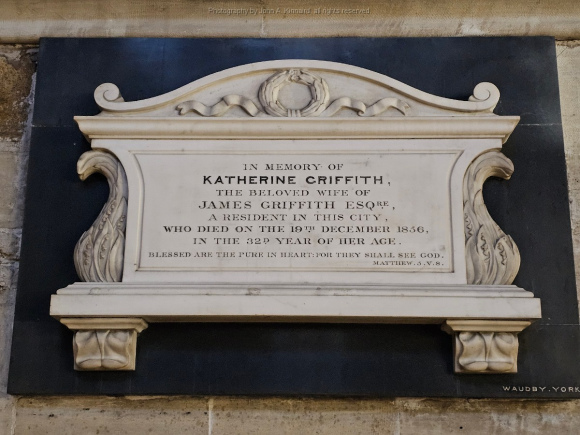 Photography by John A. Kinnaird all rights reserved
IN MEMORY OF
KATHERINE GRIFFITH,
THE BELOVED WIFE OF
JAMES GRIFFITH ESQRE,
A RESIDENT IN THIS CITY,
WHO DIED ON THE 19TH DECEMBER 1856,
IN THE 32D YEAR OF HER AGE.
BLESSED ARE THE PURE IN HEART: FOR THEY SHALL SEE GOD.
MATTHEW. 5. V. 8.
WAUDBY. YORK